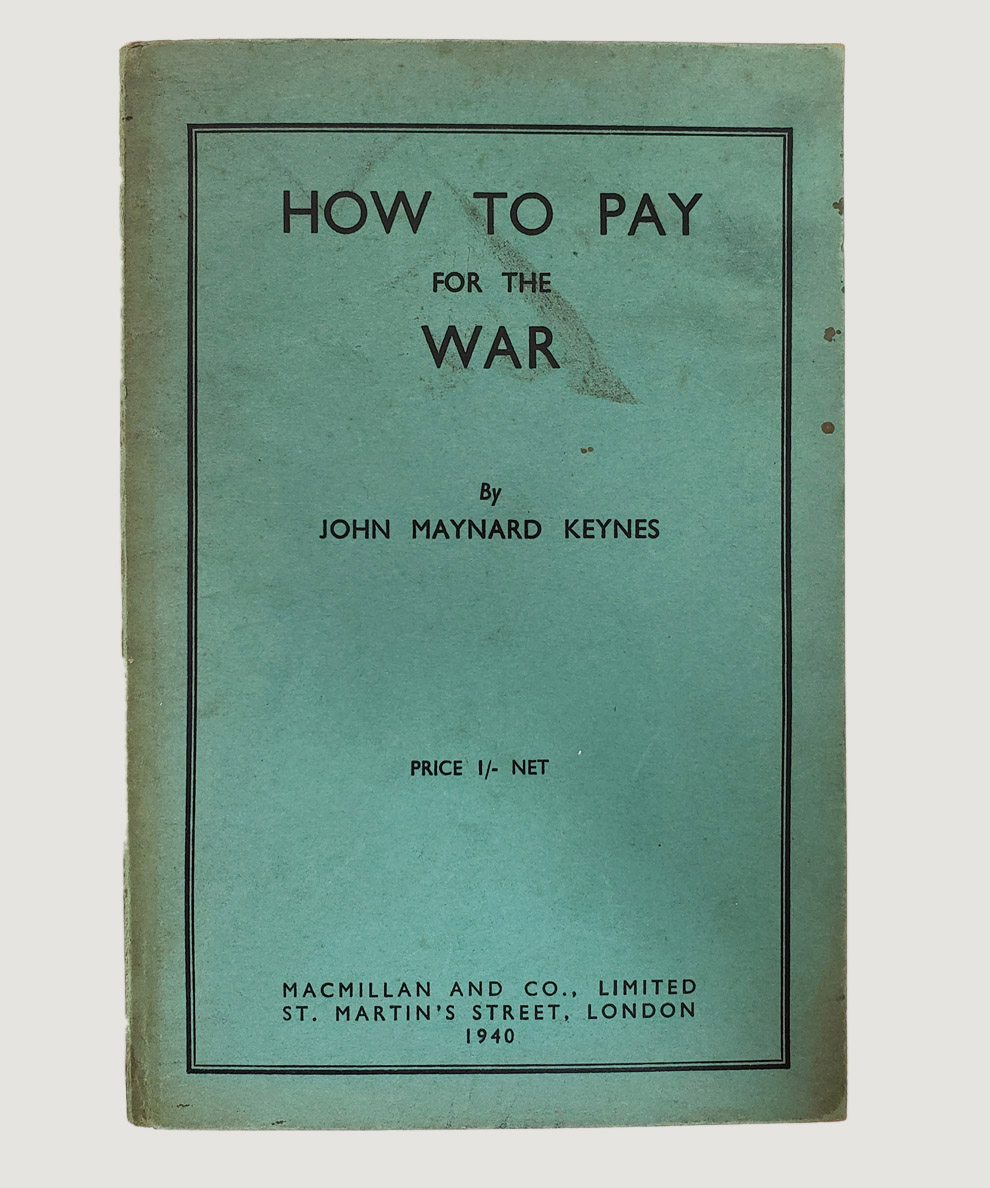 HOW TO PAY
FOR THE
WAR
By
JOHN MAYNARD KEYNES
PRICE 1/- NET
MACMILLAN AND CO., LIMITED
ST. MARTIN'S STREET, LONDON
1940